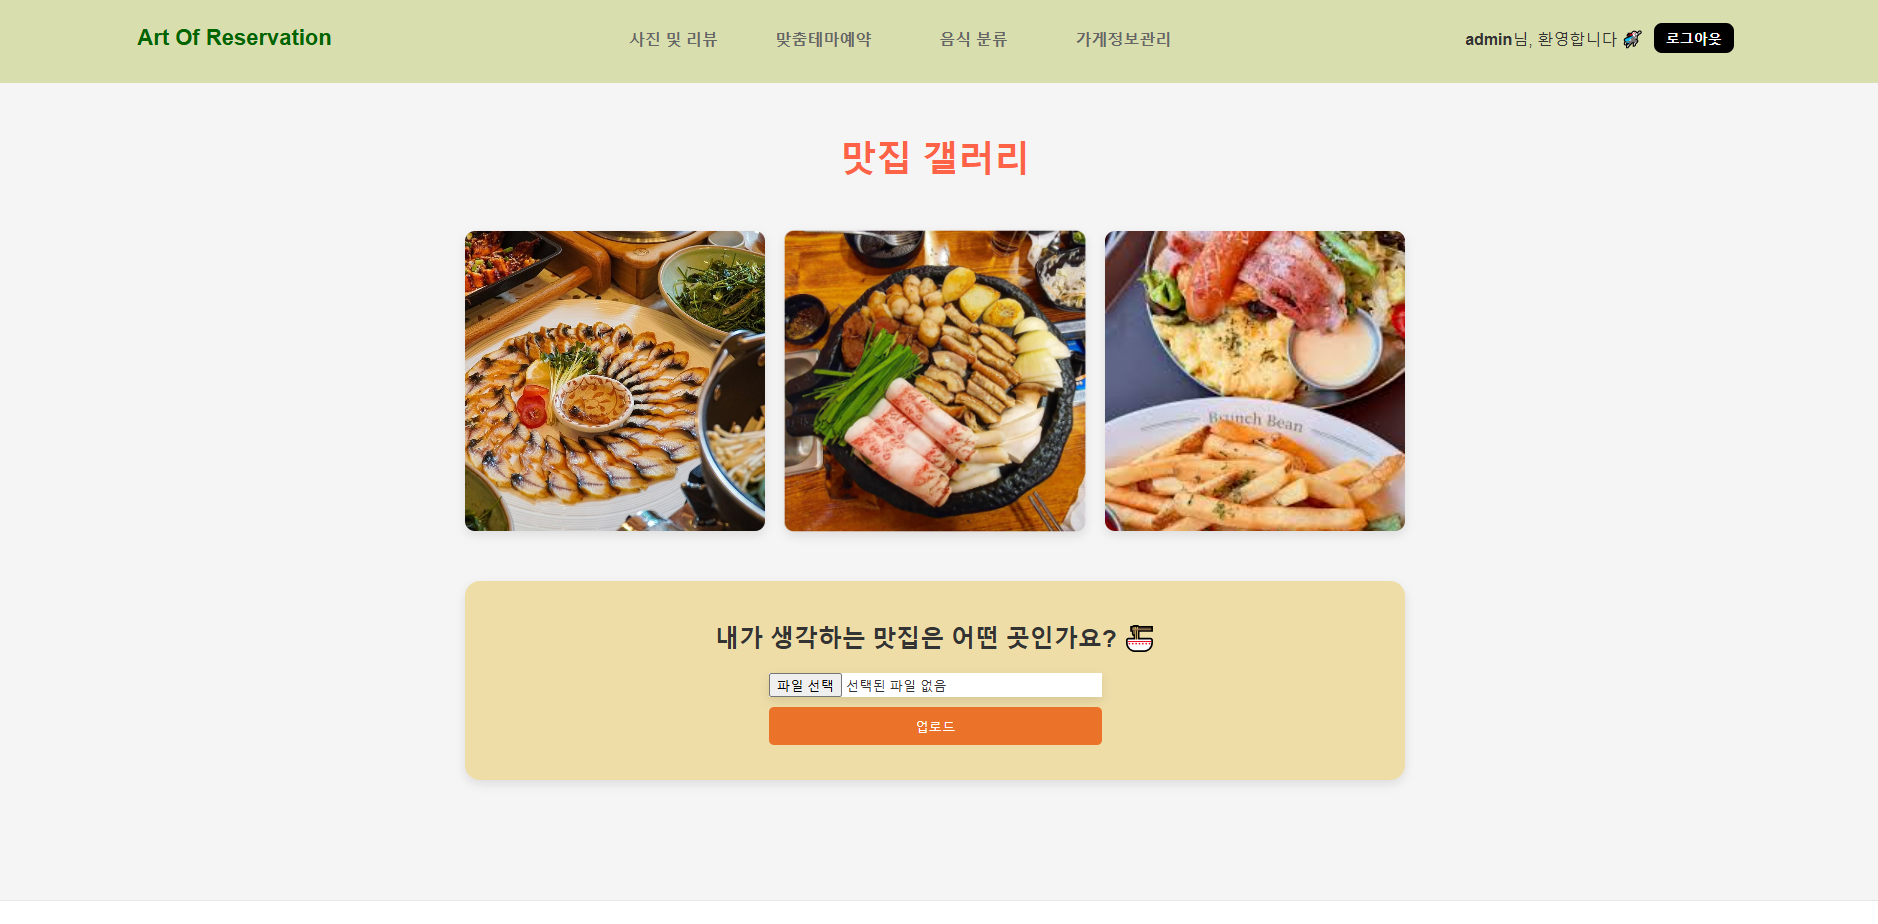 Art Of Reservation
사진 및 리뷰
맞춤테마예약
음식 분류
가게정보관리
admin님, 환영합니다
로그아웃
맛집 갤러리
Brunch Bean
내가 생각하는 맛집은 어떤 곳인가요?
파일 선택 선택된 파일 없음
업로드